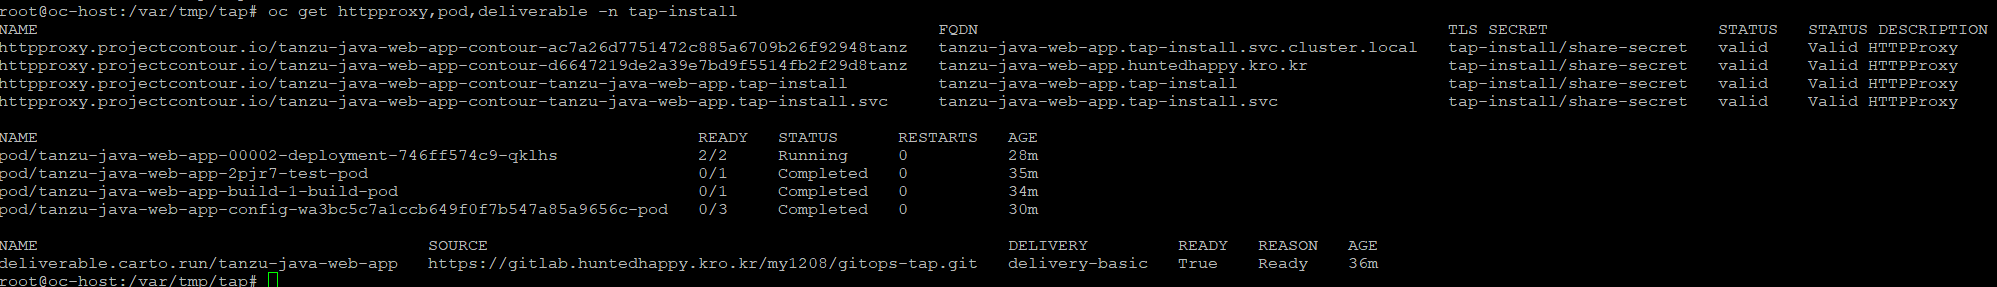 root@oc-host:/var/tmp/tap# oc get httpproxy,pod,deliverable -n tap-install
NAME FQDN TLS SECRET STATUS STATUS DESCRIPTION
httpproxy.projectcontour.io/tanzu-java-web-app-contour-ac7a26d7751472c885a6709b26f92948tanz tanzu-java-web-app.tap-install.svc.cluster.local tap-install/share-secret valid Valid HTTPProxy
httpproxy.projectcontour.io/tanzu-java-web-app-contour-d6647219de2a39e7bd9f5514fb2f29d8tanz tanzu-java-web-app.huntedhappy.kro.kr tap-install/share-secret valid Valid HTTPProxy
httpproxy.projectcontour.io/tanzu-java-web-app-contour-tanzu-java-web-app.tap-install tanzu-java-web-app.tap-install tap-install/share-secret valid Valid HTTPProxy
httpproxy.projectcontour.io/tanzu-java-web-app-contour-tanzu-java-web-app.tap-install.svc tanzu-java-web-app.tap-install.svc tap-install/share-secret valid Valid HTTPProxy
NAME READY STATUS RESTARTS AGE
pod/tanzu-java-web-app-00002-deployment-746ff574c9-qklhs 2/2 Running 0 28m
pod/tanzu-java-web-app-2pjr7-test-pod 0/1 Completed 0 35m
pod/tanzu-java-web-app-build-1-build-pod 0/1 Completed 0 34m
pod/tanzu-java-web-app-config-wa3bc5c7a1ccb649f0f7b547a85a9656c-pod 0/3 Completed 0 30m
NAME SOURCE DELIVERY READY REASON AGE
deliverable.carto.run/tanzu-java-web-app https://gitlab.huntedhappy.kro.kr/my1208/gitops-tap.git delivery-basic True Ready 36m
root@oc-host:/var/tmp/tap#